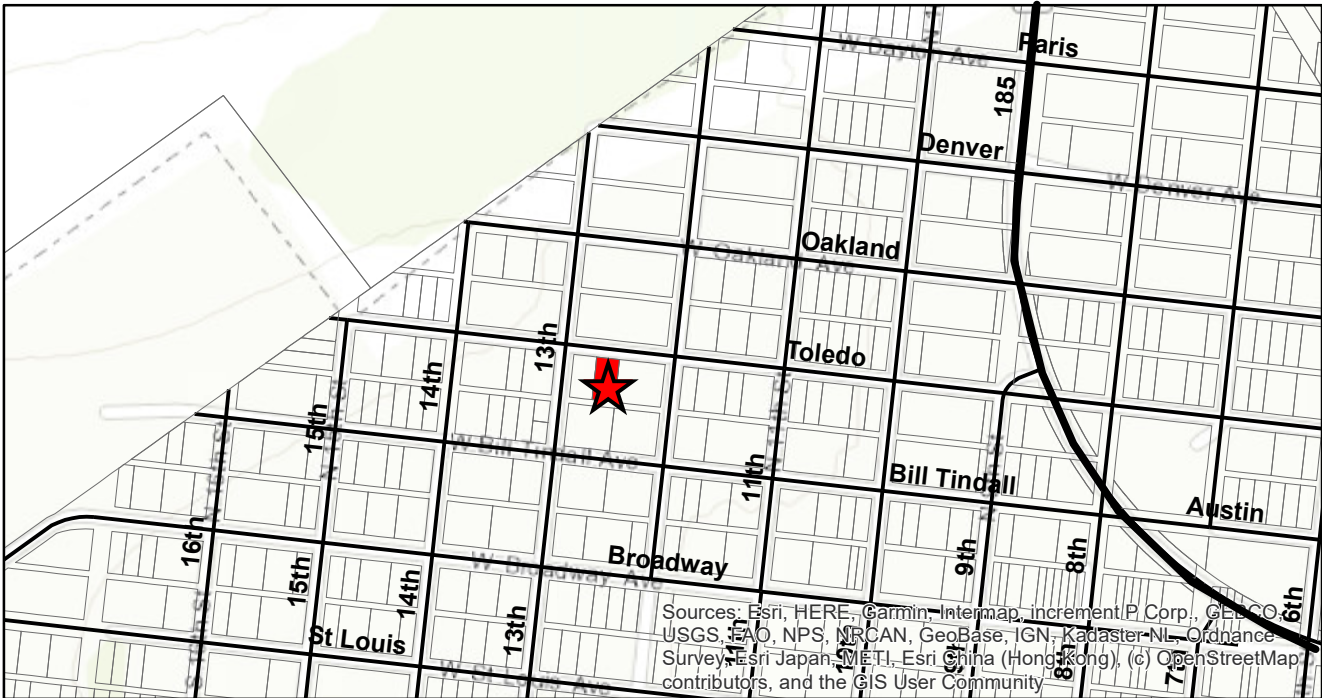 Paris
W Dayton Ave
185
Denver
W Denver Ave
Oakland
W Oakland Ave
13th
Toledo
14th
15th
11th
W Bill Tindall Ave
Bill Tindall
Austin
16th
15th
14th
13th
Broadway
W Broadway Ave
9th
8th
6th
St Louis
W St Louis Ave
11th
Sources: Esri, HERE, Garmin, Intermap, increment P Corp., GEBCO,
USGS, FAO, NPS, NRCAN, GeoBase, IGN, Kadaster NL, Ordnance
Survey, Esri Japan, METI, Esri China (Hong Kong), (c) OpenStreetMap
contributors, and the GIS User Community